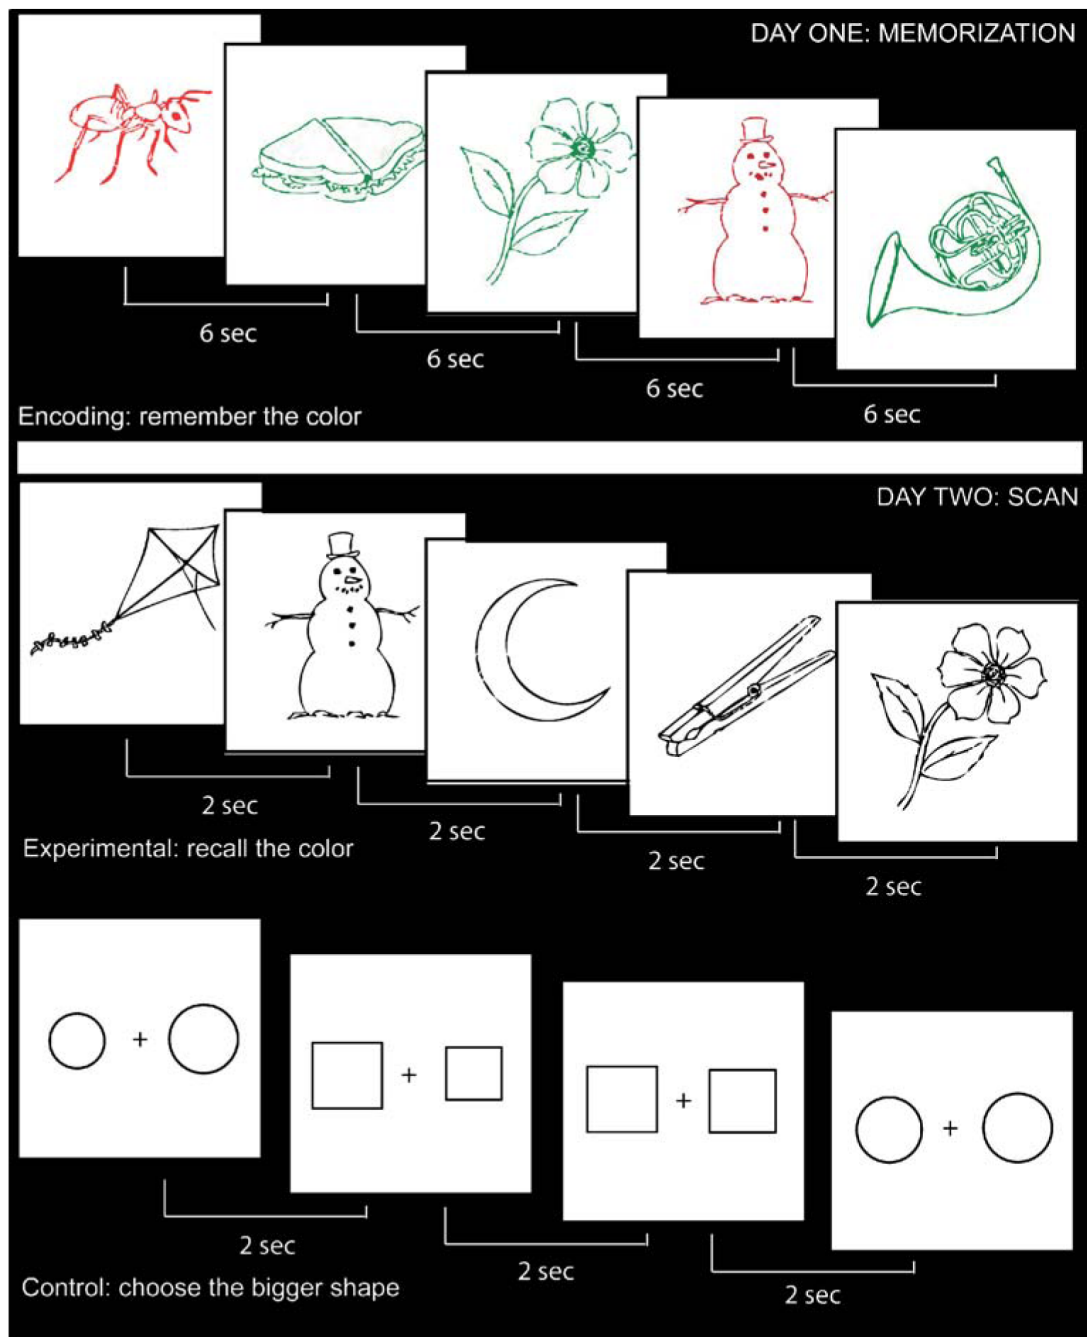 DAY ONE: MEMORIZATION
6 sec
6 sec
6 sec
6 sec
Encoding: remember the color
DAY TWO: SCAN
2 sec
2 sec
2 sec
2 sec
Experimental: recall the color
2 sec
2 sec
2 sec
Control: choose the bigger shape